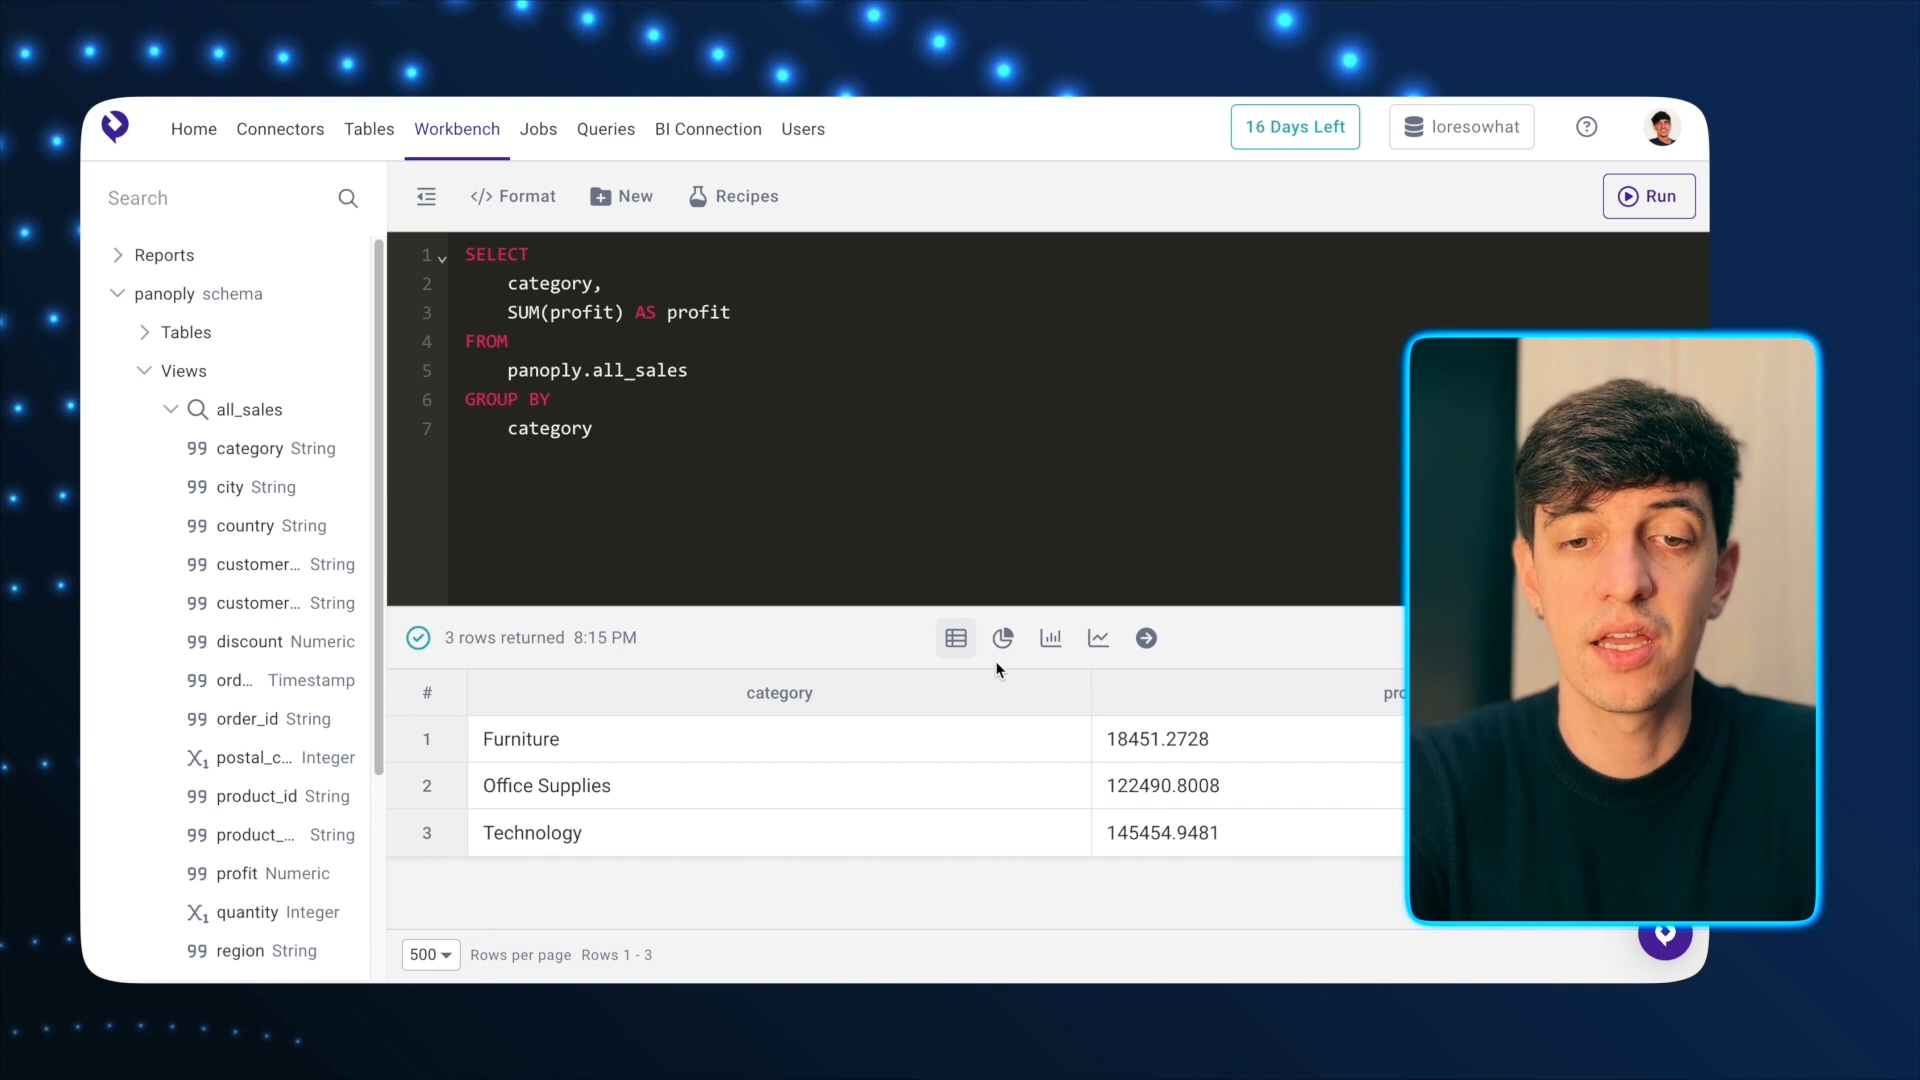 Home Connectors Tables Workbench Jobs Queries BI Connection Users
16 Days Left
loresowhat
Search
Format New Recipes
Run
Reports
panoply schema
Tables
Views
all_sales
category String
city String
country String
customer... String
customer... String
discount Numeric
ord... Timestamp
order_id String
postal_c... Integer
product_id String
product_... String
profit Numeric
quantity Integer
region String
1 SELECT
2 category,
3 SUM(profit) AS profit
4 FROM
5 panoply.all_sales
6 GROUP BY
7 category
3 rows returned 8:15 PM
# category pro
1 Furniture 18451.2728
2 Office Supplies 122490.8008
3 Technology 145454.9481
500 Rows per page Rows 1 - 3